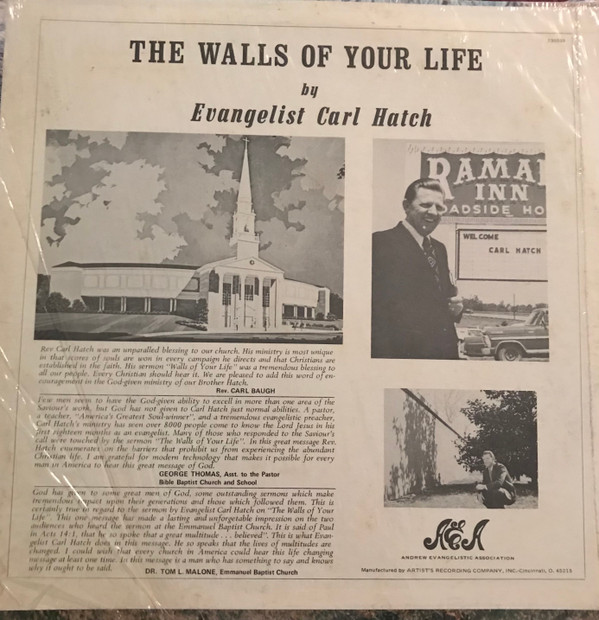 THE WALLS OF YOUR LIFE
by
Evangelist Carl Hatch
RAMA
INN
ADSIDE HO
WELCOME
CARL HATCH
Rev Carl Hatch was an unparalled blessing to our church. His ministry is most unique
in that scores of souls are won in every campaign he directs and that Christians are
established in the faith. His sermon "Walls of Your Life" was a tremendous blessing to
all our people. Every Christian should hear it. We are pleased to add this word of en-
couragement in the God-given ministry of our Brother Hatch.
Rev. CARL BAUGH
Few men seem to have the God-given ability to excell in more than one area of the
Saviour's work, but God has not given to Carl Hatch just normal abilities. A pastor,
a teacher, "America's Greatest Soul-winner", and a tremendous evangelistic preacher,
Carl Hatch's ministry has seen over 8000 people come to know the Lord Jesus in his
first eighteen months as an evangelist. Many of those who responded to the Saviour's
call were touched by the sermon "The Walls of Your Life". In this great message Rev.
Hatch enumerates on the barriers that prohibit us from experiencing the abundant
Christian life. I am grateful for modern technology that makes it possible for every
man in America to hear this great message of God.
GEORGE THOMAS, Asst. to the Pastor
Bible Baptist Church and School
God has given to some great men of God, some outstanding sermons which make
tremendous impact upon their generations and those which followed them. This is
certainly true in regard to the sermon by Evangelist Carl Hatch on "The Walls of Your
Life". This one message has made a lasting and unforgetable impression on the two
audiences who heard the sermon at the Emmanuel Baptist Church. It is said of Paul
in Acts 14:1, that he so spoke that a great multitude . . . believed". This is what Evan-
gelist Carl Hatch does in this message. He so speaks that the lives of multitudes are
changed. I could wish that every church in America could hear this life changing
message at least one time. In this message is a man who has something to say and knows
why it ought to be said.
DR. TOM L. MALONE, Emmanuel Baptist Church
AEA
ANDREW EVANGELISTIC ASSOCIATION
Manufactured by ARTIST'S RECORDING COMPANY, INC.-Cincinnati, O. 45215